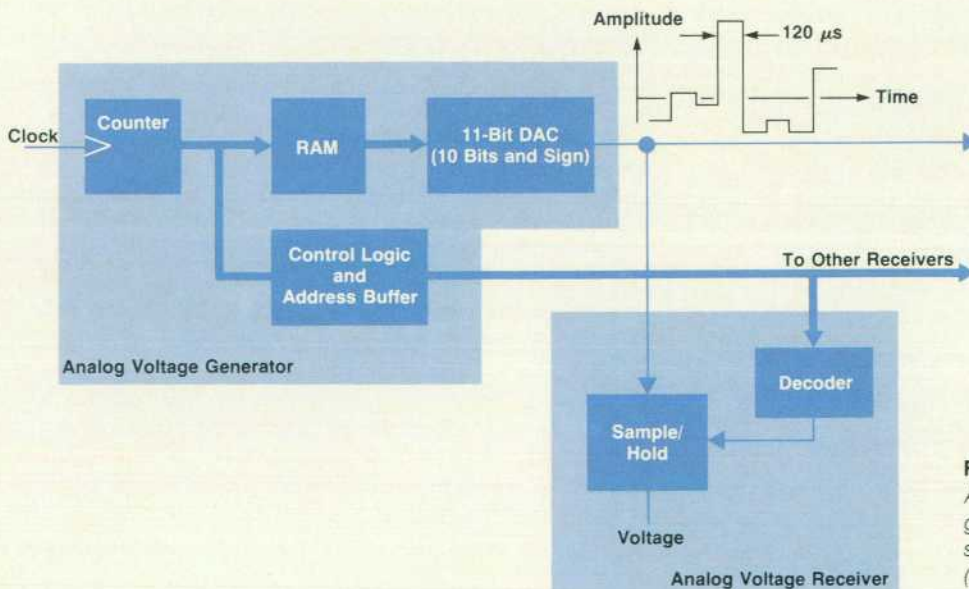 Amplitude
120 μs
Time
Clock
Counter
RAM
11-Bit DAC
(10 Bits and Sign)
Control Logic
and
Address Buffer
To Other Receivers
Analog Voltage Generator
Decoder
Sample/
Hold
Voltage
Analog Voltage Receiver